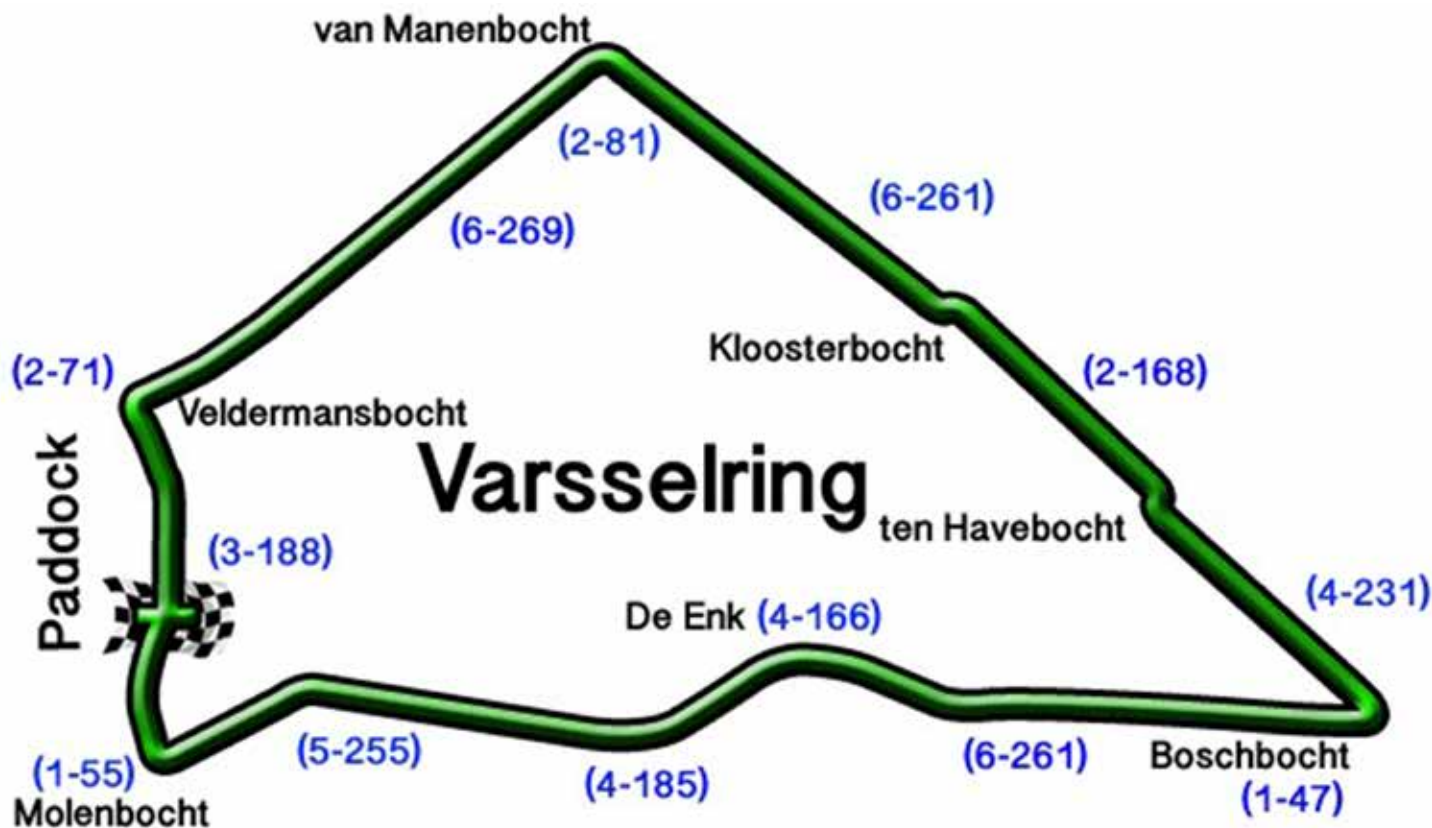 van Manenbocht
(2-81)
(6-261)
(6-269)
Kloosterbocht
(2-71)
(2-168)
Veldermansbocht
Paddock
Varsselring
ten Havebocht
(3-188)
De Enk (4-166)
(4-231)
(5-255)
(1-55)
(4-185)
(6-261)
Boschbocht
(1-47)
Molenbocht